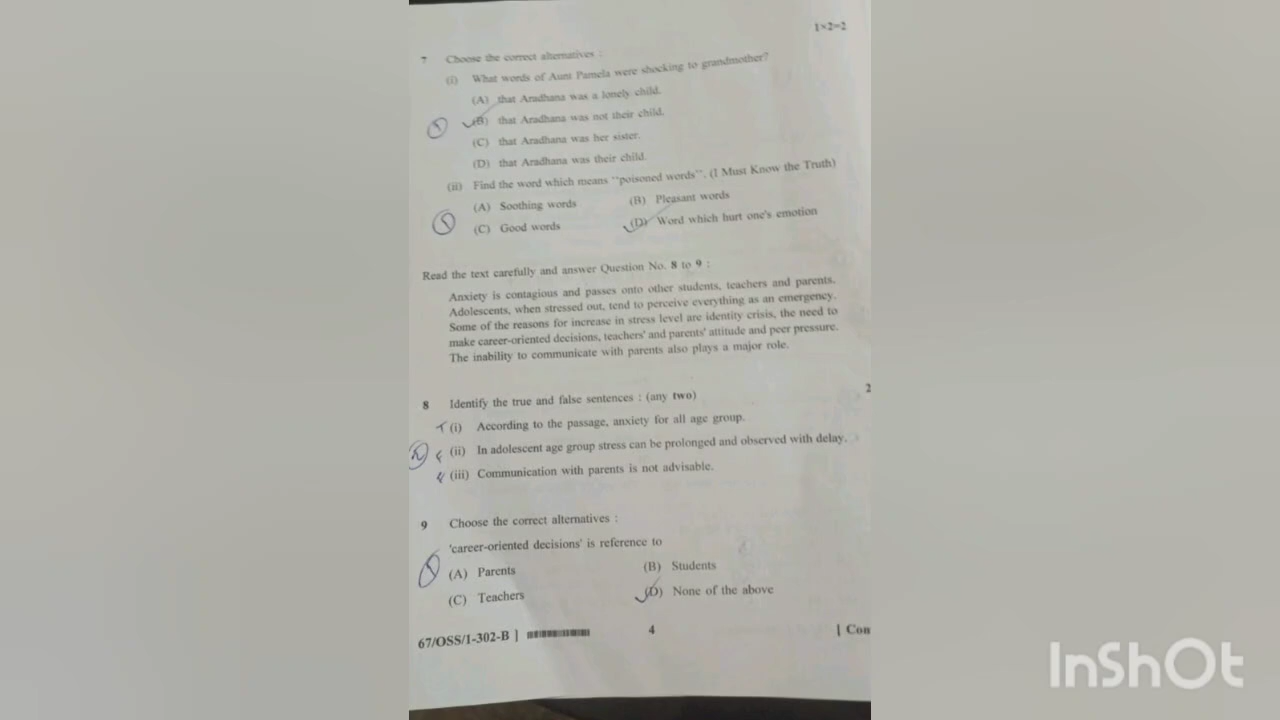 1×2=2
7 Choose the correct alternatives :
(i) What words of Aunt Pamela were shocking to grandmother?
(A) that Aradhana was a lonely child.
(B) that Aradhana was not their child.
(C) that Aradhana was her sister.
(D) that Aradhana was their child.
(ii) Find the word which means "poisoned words". (I Must Know the Truth)
(A) Soothing words (B) Pleasant words
(C) Good words (D) Word which hurt one's emotion
Read the text carefully and answer Question No. 8 to 9 :
Anxiety is contagious and passes onto other students, teachers and parents.
Adolescents, when stressed out, tend to perceive everything as an emergency.
Some of the reasons for increase in stress level are identity crisis, the need to
make career-oriented decisions, teachers' and parents' attitude and peer pressure.
The inability to communicate with parents also plays a major role.
8 Identify the true and false sentences : (any two) 2
T (i) According to the passage, anxiety for all age group.
(ii) In adolescent age group stress can be prolonged and observed with delay.
(iii) Communication with parents is not advisable.
9 Choose the correct alternatives :
'career-oriented decisions' is reference to
(A) Parents (B) Students
(C) Teachers (D) None of the above
67/OSS/1-302-B ] 4 [ Con
InShOt